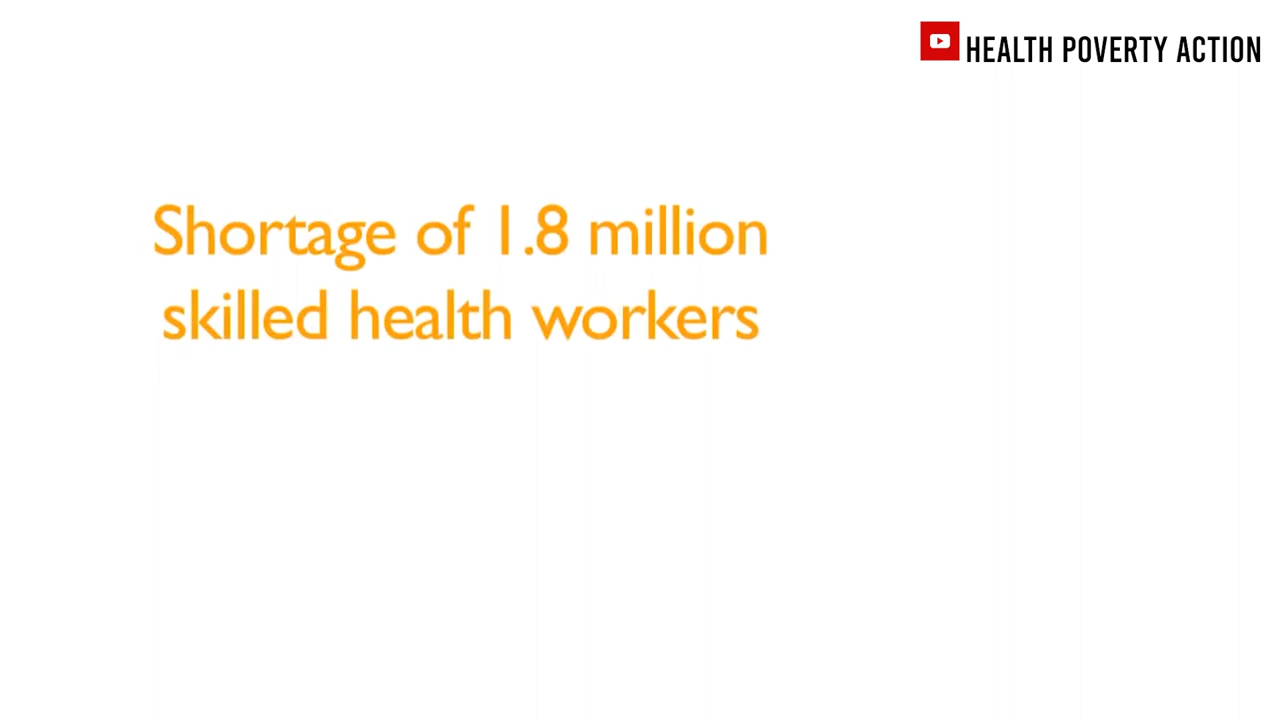 HEALTH POVERTY ACTION
Shortage of 1.8 million
skilled health workers